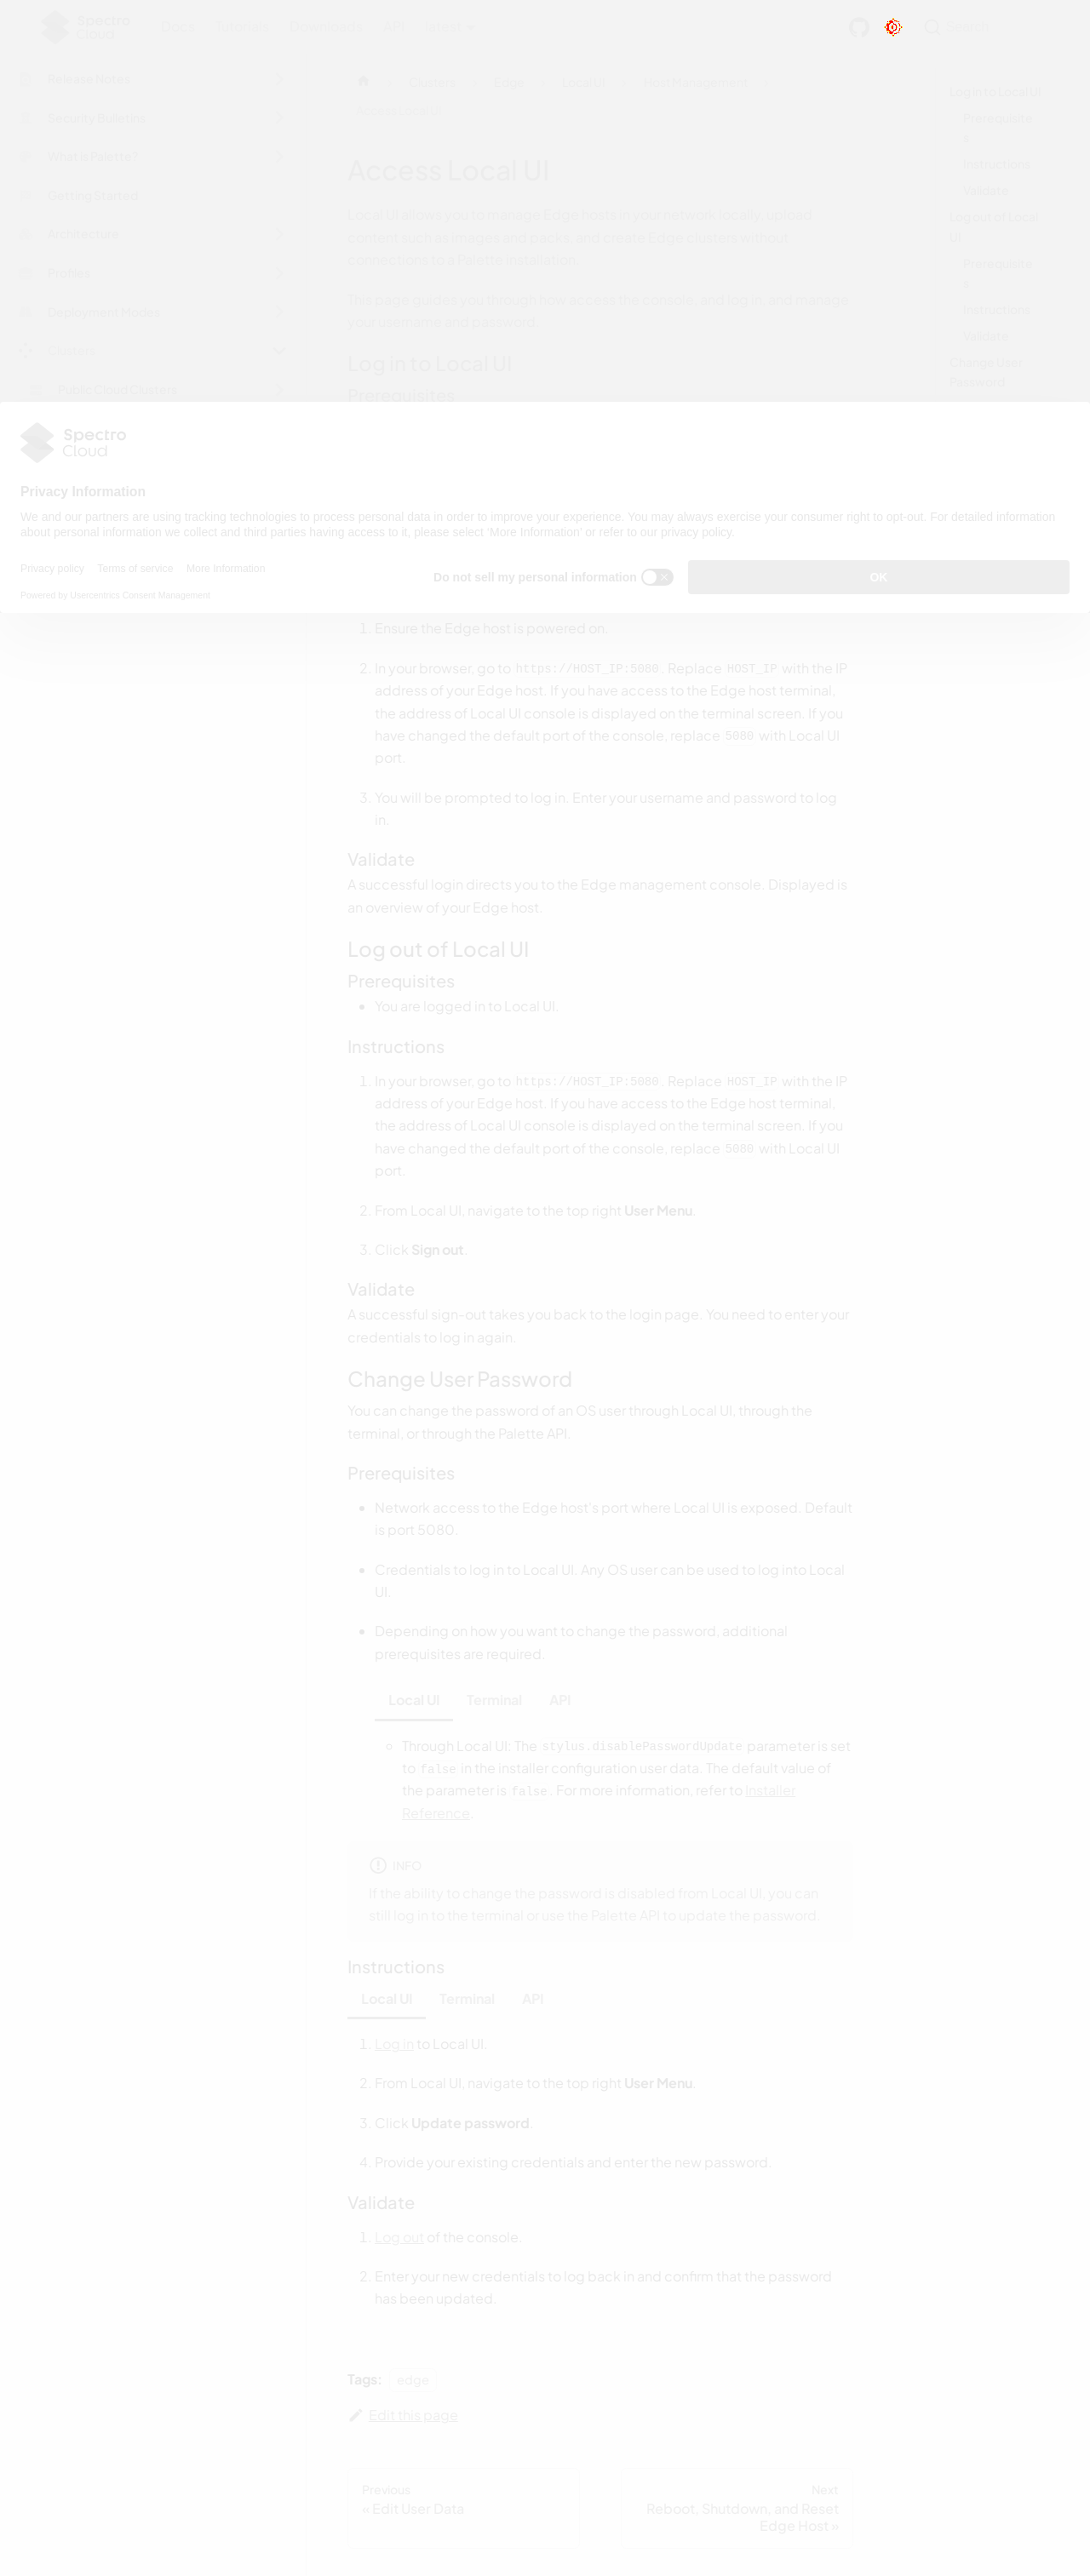 Spectro
Cloud
Docs
Tutorials
Downloads
API
Search
Release Notes
Security Bulletins
What is Palette?
Getting Started
Architecture
Profiles
Deployment Modes
Clusters
Public Cloud Clusters
Clusters
Edge
Local UI
Host Management
Access Local UI
Access Local UI
Local UI allows you to manage Edge hosts in your network locally, upload
content such as images and packs, and create Edge clusters without
connections to a Palette installation.
This page guides you through how access the console, and log in, and manage
your username and password.
Log in to Local UI
Prerequisites
Log in to Local UI
Prerequisite
s
Instructions
Validate
Log out of Local
UI
Prerequisite
s
Instructions
Validate
Change User
Password
Spectro
Cloud
Privacy Information
We and our partners are using tracking technologies to process personal data in order to improve your experience. You may always exercise your consumer right to opt-out. For detailed information
about personal information we collect and third parties having access to it, please select 'More Information' or refer to our privacy policy.
Privacy policy Terms of service More Information
Do not sell my personal information
OK
Powered by Usercentrics Consent Management
1. Ensure the Edge host is powered on.
2. In your browser, go to https://HOST_IP:5080. Replace HOST_IP with the IP
address of your Edge host. If you have access to the Edge host terminal,
the address of Local UI console is displayed on the terminal screen. If you
have changed the default port of the console, replace 5080 with Local UI
port.
3. You will be prompted to log in. Enter your username and password to log
in.
Validate
A successful login directs you to the Edge management console. Displayed is
an overview of your Edge host.
Log out of Local UI
Prerequisites
• You are logged in to Local UI.
Instructions
1. In your browser, go to https://HOST_IP:5080. Replace HOST_IP with the IP
address of your Edge host. If you have access to the Edge host terminal,
the address of Local UI console is displayed on the terminal screen. If you
have changed the default port of the console, replace 5080 with Local UI
port.
2. From Local UI, navigate to the top right User Menu.
3. Click Sign out.
Validate
A successful sign-out takes you back to the login page. You need to enter your
credentials to log in again.
Change User Password
You can change the password of an OS user through Local UI, through the
terminal, or through the Palette API.
Prerequisites
• Network access to the Edge host's port where Local UI is exposed. Default
is port 5080.
• Credentials to log in to Local UI. Any OS user can be used to log into Local
UI.
• Depending on how you want to change the password, additional
prerequisites are required.
Local UI Terminal API
Through Local UI: The stylus.disablePasswordUpdate parameter is set
to false in the installer configuration user data. The default value of
the parameter is false. For more information, refer to Installer
Reference.
INFO
If the ability to change the password is disabled from Local UI, you can
still log in to the terminal or use the Palette API to update the password.
Instructions
Local UI Terminal API
1. Log in to Local UI.
2. From Local UI, navigate to the top right User Menu.
3. Click Update password.
4. Provide your existing credentials and enter the new password.
Validate
1. Log out of the console.
2. Enter your new credentials to log back in and confirm that the password
has been updated.
Tags: edge
Edit this page
Previous
« Edit User Data
Next
Reboot, Shutdown, and Reset
Edge Host »